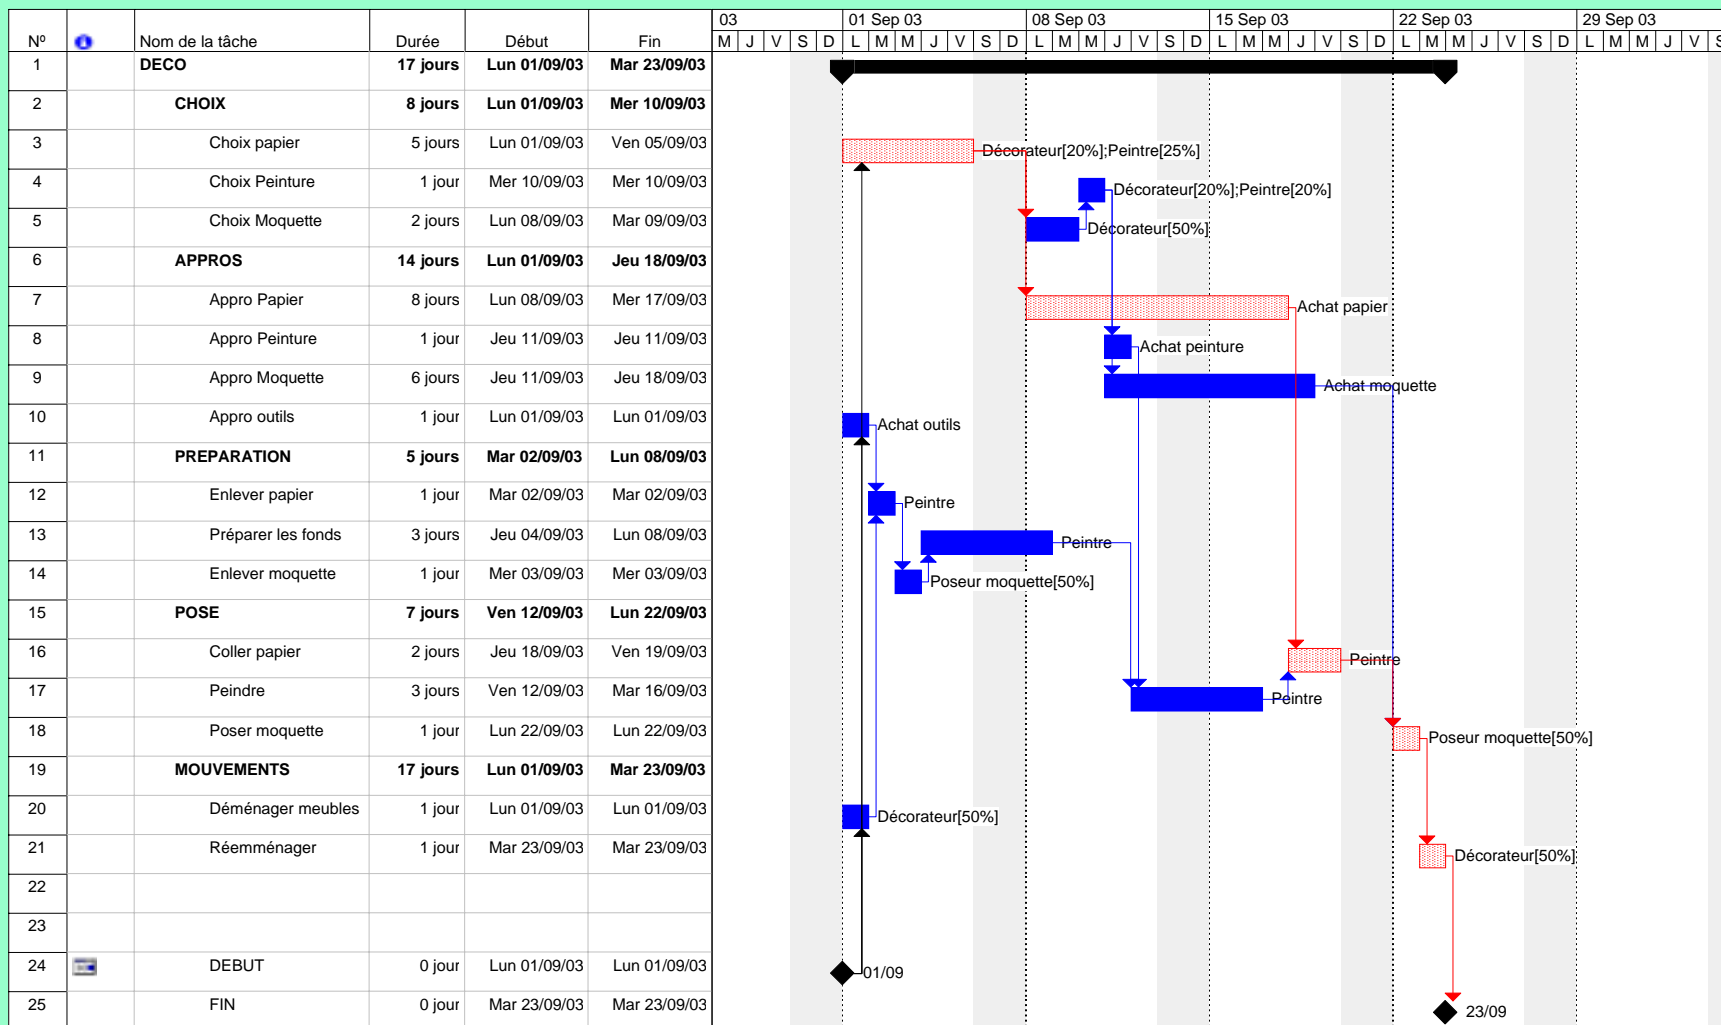 03 01 Sep 03 08 Sep 03 15 Sep 03 22 Sep 03 29 Sep 03
Nº Nom de la tâche Durée Début Fin M J V S D L M M J V S D L M M J V S D L M M J V S D L M M J V S D L M M J V S
1 DECO 17 jours Lun 01/09/03 Mar 23/09/03
2 CHOIX 8 jours Lun 01/09/03 Mer 10/09/03
3 Choix papier 5 jours Lun 01/09/03 Ven 05/09/03 Décorateur[20%];Peintre[25%]
4 Choix Peinture 1 jour Mer 10/09/03 Mer 10/09/03 Décorateur[20%];Peintre[20%]
5 Choix Moquette 2 jours Lun 08/09/03 Mar 09/09/03 Décorateur[50%]
6 APPROS 14 jours Lun 01/09/03 Jeu 18/09/03
7 Appro Papier 8 jours Lun 08/09/03 Mer 17/09/03 Achat papier
8 Appro Peinture 1 jour Jeu 11/09/03 Jeu 11/09/03 Achat peinture
9 Appro Moquette 6 jours Jeu 11/09/03 Jeu 18/09/03 Achat moquette
10 Appro outils 1 jour Lun 01/09/03 Lun 01/09/03 Achat outils
11 PREPARATION 5 jours Mar 02/09/03 Lun 08/09/03
12 Enlever papier 1 jour Mar 02/09/03 Mar 02/09/03 Peintre
13 Préparer les fonds 3 jours Jeu 04/09/03 Lun 08/09/03 Peintre
14 Enlever moquette 1 jour Mer 03/09/03 Mer 03/09/03 Poseur moquette[50%]
15 POSE 7 jours Ven 12/09/03 Lun 22/09/03
16 Coller papier 2 jours Jeu 18/09/03 Ven 19/09/03 Peintre
17 Peindre 3 jours Ven 12/09/03 Mar 16/09/03 Peintre
18 Poser moquette 1 jour Lun 22/09/03 Lun 22/09/03 Poseur moquette[50%]
19 MOUVEMENTS 17 jours Lun 01/09/03 Mar 23/09/03
20 Déménager meubles 1 jour Lun 01/09/03 Lun 01/09/03 Décorateur[50%]
21 Réemménager 1 jour Mar 23/09/03 Mar 23/09/03 Décorateur[50%]
22
23
24 DEBUT 0 jour Lun 01/09/03 Lun 01/09/03 01/09
25 FIN 0 jour Mar 23/09/03 Mar 23/09/03 23/09